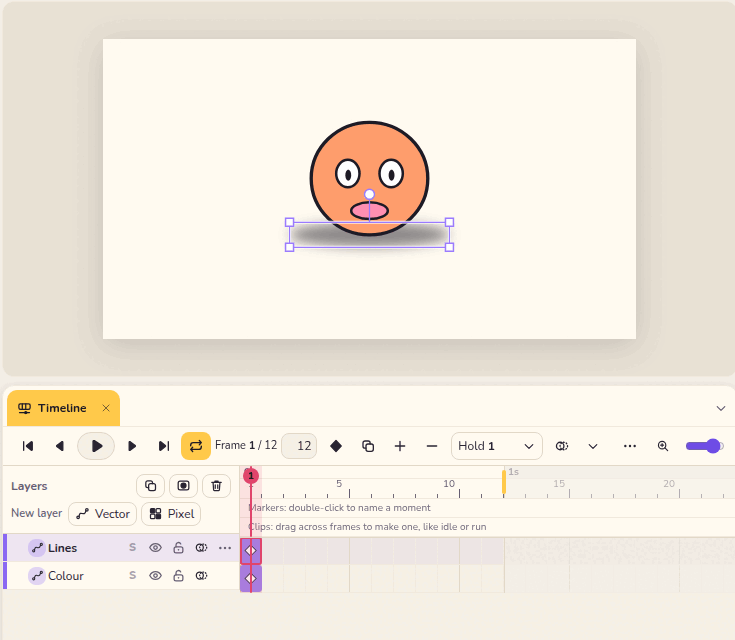 Timeline
Frame 1 / 12 12 Hold 1
Layers
1 5 10 1s 15 20
New layer Vector Pixel
Markers: double-click to name a moment
Clips: drag across frames to make one, like idle or run
Lines S
Colour S